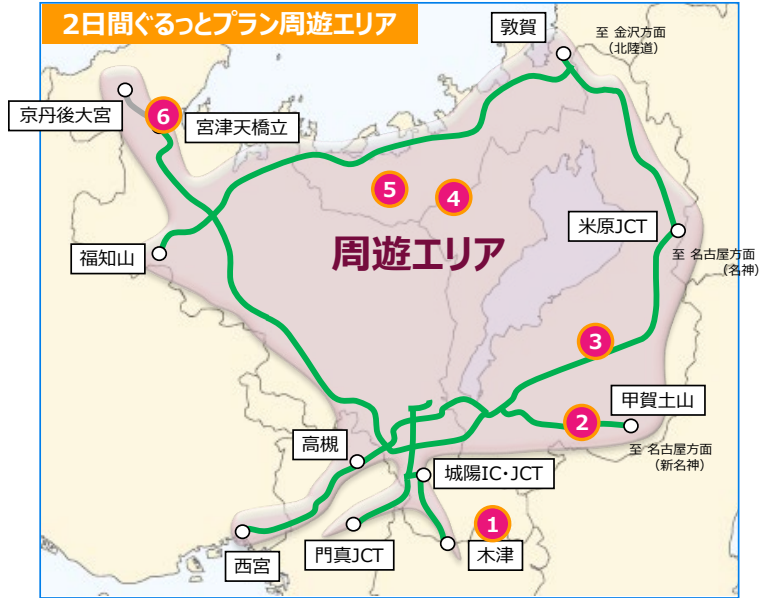 2日間ぐるっとプラン周遊エリア
敦賀
至 金沢方面
(北陸道)
京丹後大宮
6
宮津天橋立
5
4
米原JCT
周遊エリア
福知山
至 名古屋方面
(名神)
3
甲賀土山
2
高槻
至 名古屋方面
(新名神)
城陽IC・JCT
1
西宮
門真JCT
木津